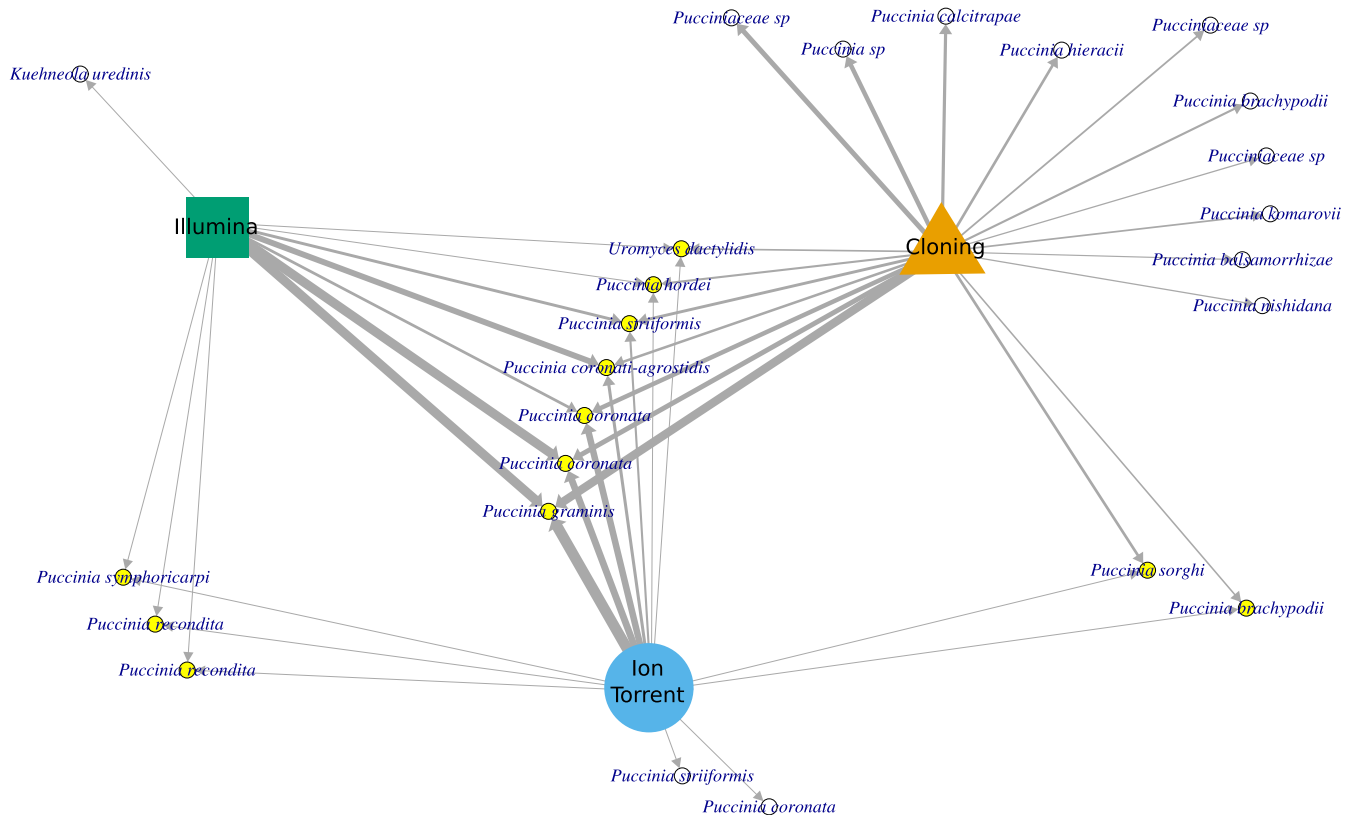 Pucciniaceae sp
Puccinia calcitrapae
Pucciniaceae sp
Puccinia sp
Puccinia hieracii
Kuehneola uredinis
Puccinia brachypodii
Pucciniaceae sp
Puccinia komarovii
Illumina
Cloning
Uromyces dactylidis
Puccinia balsamorrhizae
Puccinia hordei
Puccinia nishidana
Puccinia striiformis
Puccinia coronati-agrostidis
Puccinia coronata
Puccinia coronata
Puccinia graminis
Puccinia symphoricarpi
Puccinia sorghi
Puccinia brachypodii
Puccinia recondita
Puccinia recondita
Ion
Torrent
Puccinia striiformis
Puccinia coronata